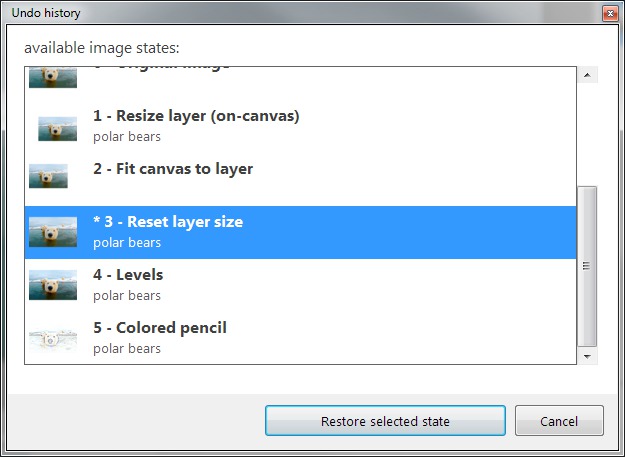 Undo history
available image states:
0 - Original image
1 - Resize layer (on-canvas)
polar bears
2 - Fit canvas to layer
* 3 - Reset layer size
polar bears
4 - Levels
polar bears
5 - Colored pencil
polar bears
Restore selected state
Cancel